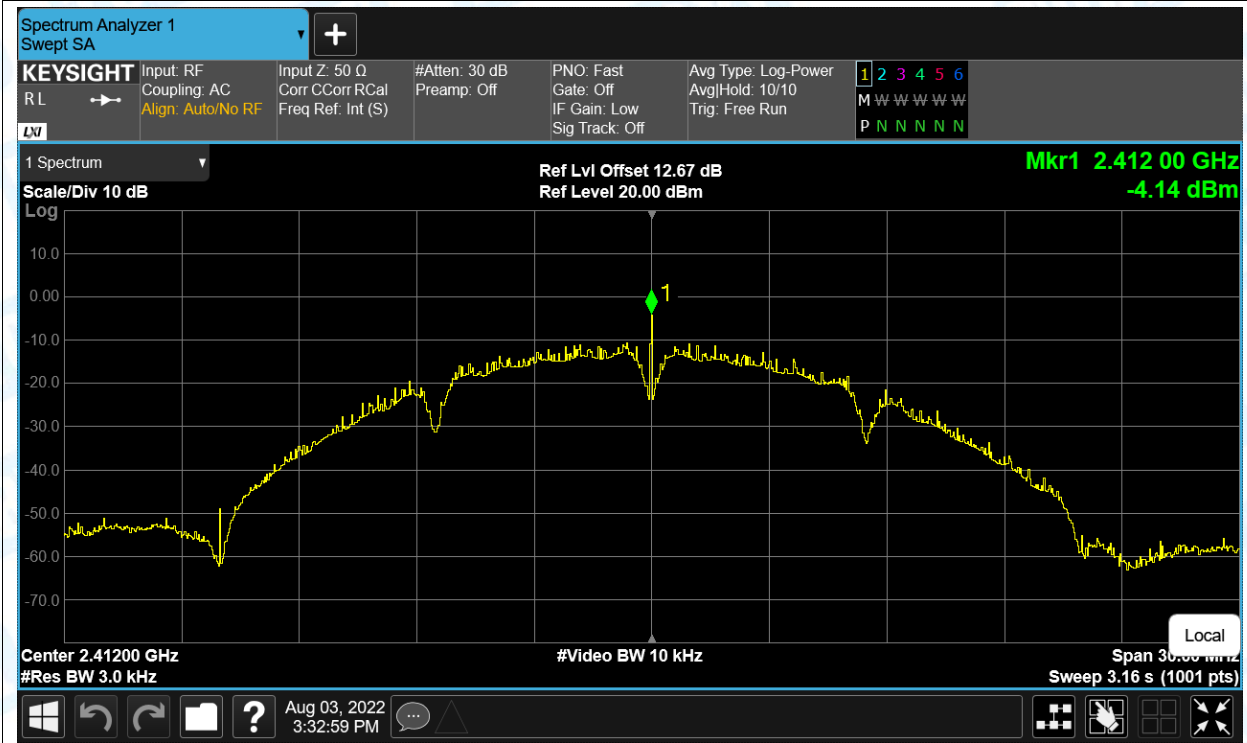 Spectrum Analyzer 1
Swept SA
KEYSIGHT
R L
LXI
Input: RF
Coupling: AC
Align: Auto/No RF
Input Z: 50 Ω
Corr CCorr RCal
Freq Ref: Int (S)
#Atten: 30 dB
Preamp: Off
PNO: Fast
Gate: Off
IF Gain: Low
Sig Track: Off
Avg Type: Log-Power
Avg|Hold: 10/10
Trig: Free Run
1 2 3 4 5 6
M W W W W W
P N N N N N
1 Spectrum
Scale/Div 10 dB
Log
Ref Lvl Offset 12.67 dB
Ref Level 20.00 dBm
Mkr1 2.412 00 GHz
-4.14 dBm
10.0
0.00
1
-10.0
-20.0
-30.0
-40.0
-50.0
-60.0
-70.0
Local
Center 2.41200 GHz
#Res BW 3.0 kHz
#Video BW 10 kHz
Span 30.00 MHz
Sweep 3.16 s (1001 pts)
?
Aug 03, 2022
3:32:59 PM